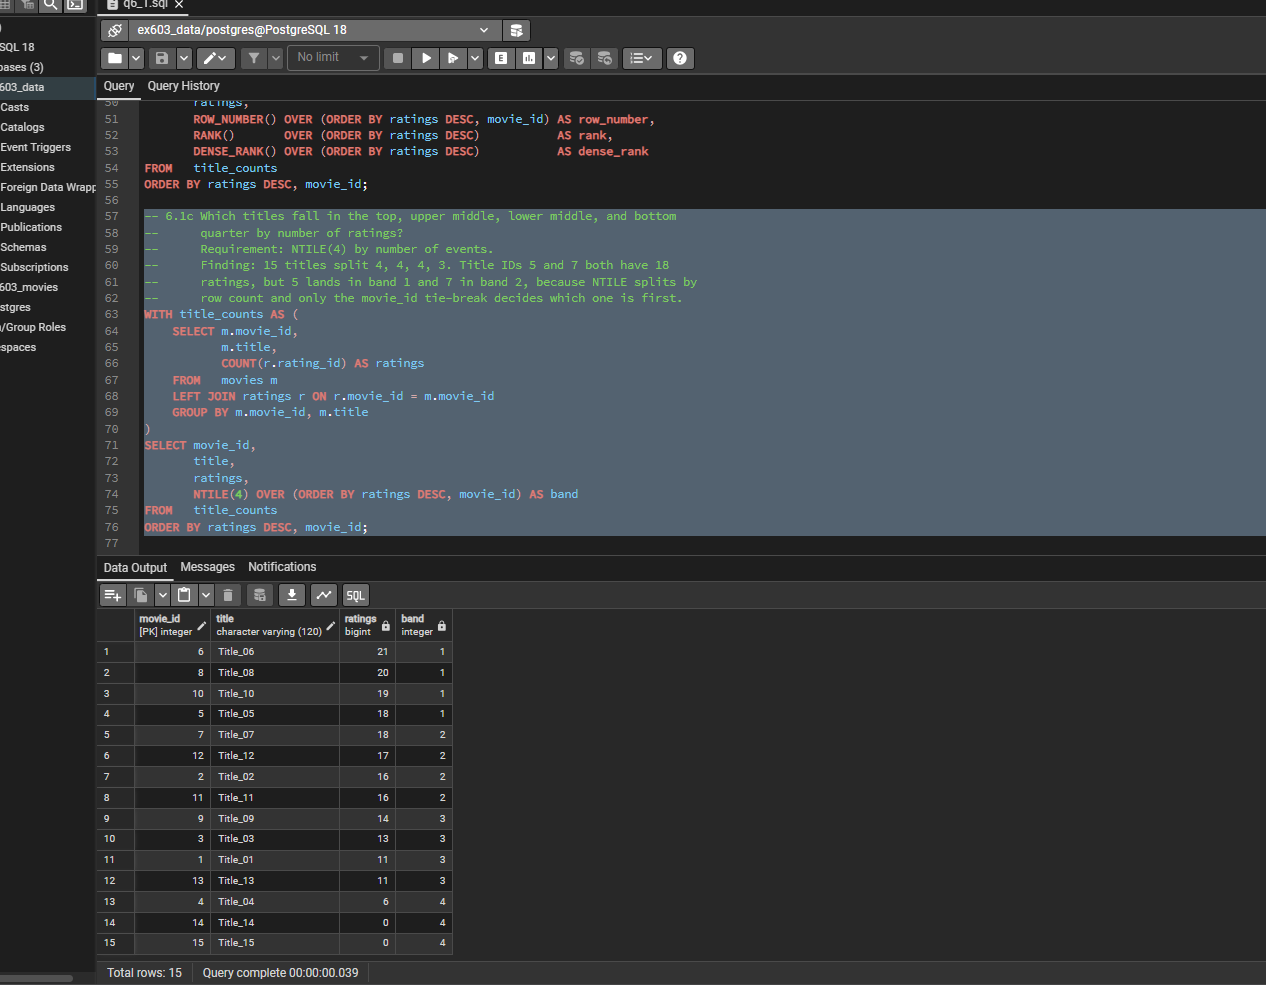 q6_1.sql
SQL 18
bases (3)
603_data
Casts
Catalogs
Event Triggers
Extensions
Foreign Data Wrapp
Languages
Publications
Schemas
Subscriptions
603_movies
stgres
/Group Roles
espaces
ex603_data/postgres@PostgreSQL 18
No limit
E
Query Query History
50 ratings,
51 ROW_NUMBER() OVER (ORDER BY ratings DESC, movie_id) AS row_number,
52 RANK() OVER (ORDER BY ratings DESC) AS rank,
53 DENSE_RANK() OVER (ORDER BY ratings DESC) AS dense_rank
54 FROM title_counts
55 ORDER BY ratings DESC, movie_id;
56
57 -- 6.1c Which titles fall in the top, upper middle, lower middle, and bottom
58 -- quarter by number of ratings?
59 -- Requirement: NTILE(4) by number of events.
60 -- Finding: 15 titles split 4, 4, 4, 3. Title IDs 5 and 7 both have 18
61 -- ratings, but 5 lands in band 1 and 7 in band 2, because NTILE splits by
62 -- row count and only the movie_id tie-break decides which one is first.
63 WITH title_counts AS (
64 SELECT m.movie_id,
65 m.title,
66 COUNT(r.rating_id) AS ratings
67 FROM movies m
68 LEFT JOIN ratings r ON r.movie_id = m.movie_id
69 GROUP BY m.movie_id, m.title
70 )
71 SELECT movie_id,
72 title,
73 ratings,
74 NTILE(4) OVER (ORDER BY ratings DESC, movie_id) AS band
75 FROM title_counts
76 ORDER BY ratings DESC, movie_id;
77
Data Output Messages Notifications
SQL
movie_id title ratings band
[PK] integer character varying (120) bigint integer
1 6 Title_06 21 1
2 8 Title_08 20 1
3 10 Title_10 19 1
4 5 Title_05 18 1
5 7 Title_07 18 2
6 12 Title_12 17 2
7 2 Title_02 16 2
8 11 Title_11 16 2
9 9 Title_09 14 3
10 3 Title_03 13 3
11 1 Title_01 11 3
12 13 Title_13 11 3
13 4 Title_04 6 4
14 14 Title_14 0 4
15 15 Title_15 0 4
Total rows: 15 Query complete 00:00:00.039